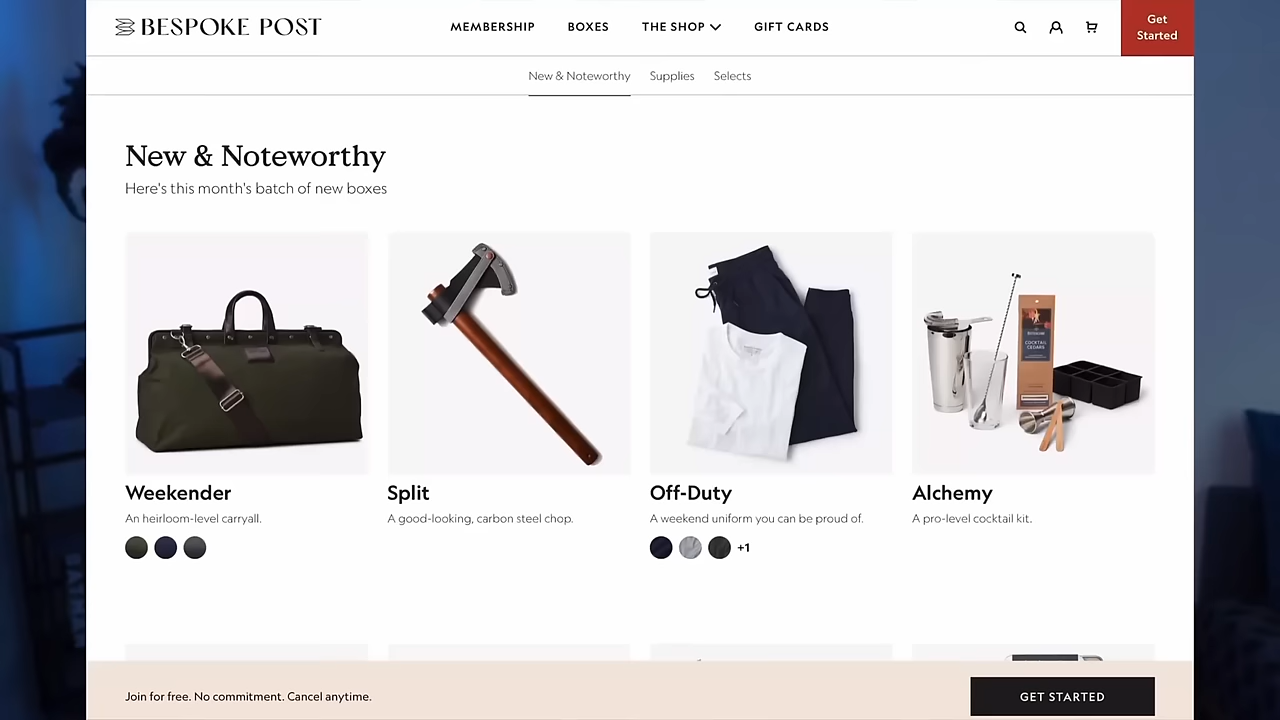 BESPOKE POST
MEMBERSHIP
BOXES
THE SHOP
GIFT CARDS
Get
Started
New & Noteworthy
Supplies
Selects
New & Noteworthy
Here's this month's batch of new boxes
COCKTAIL
CEDARS
Weekender
An heirloom-level carryall.
Split
A good-looking, carbon steel chop.
Off-Duty
A weekend uniform you can be proud of.
+1
Alchemy
A pro-level cocktail kit.
Join for free. No commitment. Cancel anytime.
GET STARTED